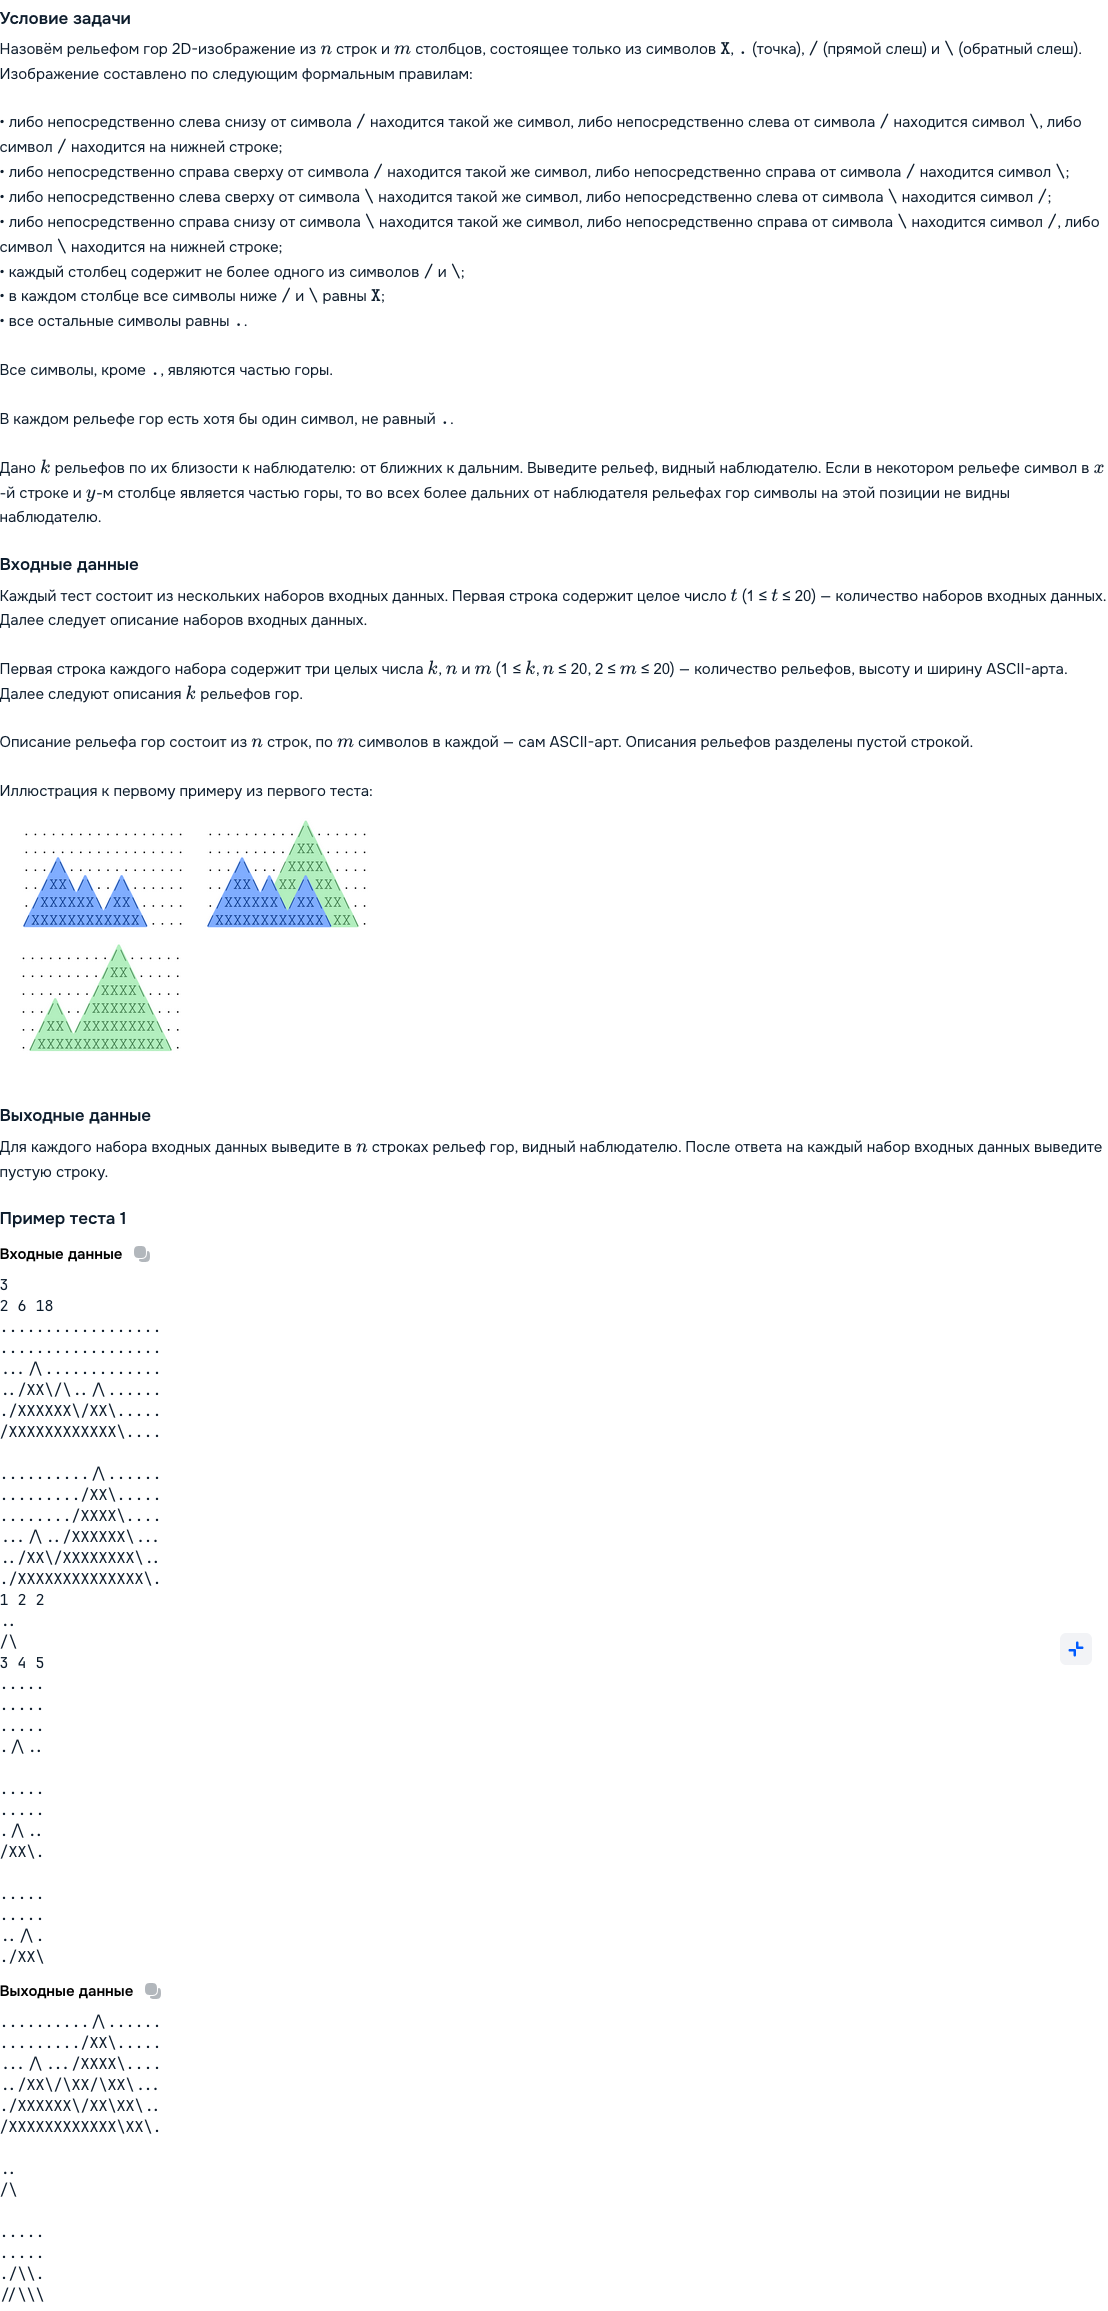 Условие задачи
Назовём рельефом гор 2D-изображение из n строк и m столбцов, состоящее только из символов X, . (точка), / (прямой слеш) и \ (обратный слеш).
Изображение составлено по следующим формальным правилам:
• либо непосредственно слева снизу от символа / находится такой же символ, либо непосредственно слева от символа / находится символ \, либо
символ / находится на нижней строке;
• либо непосредственно справа сверху от символа / находится такой же символ, либо непосредственно справа от символа / находится символ \;
• либо непосредственно слева сверху от символа \ находится такой же символ, либо непосредственно слева от символа \ находится символ /;
• либо непосредственно справа снизу от символа \ находится такой же символ, либо непосредственно справа от символа \ находится символ /, либо
символ \ находится на нижней строке;
• каждый столбец содержит не более одного из символов / и \;
• в каждом столбце все символы ниже / и \ равны X;
• все остальные символы равны . .
Все символы, кроме . , являются частью горы.
В каждом рельефе гор есть хотя бы один символ, не равный . .
Дано k рельефов по их близости к наблюдателю: от ближних к дальним. Выведите рельеф, видный наблюдателю. Если в некотором рельефе символ в x
-й строке и y-м столбце является частью горы, то во всех более дальних от наблюдателя рельефах гор символы на этой позиции не видны
наблюдателю.
Входные данные
Каждый тест состоит из нескольких наборов входных данных. Первая строка содержит целое число t (1 ≤ t ≤ 20) — количество наборов входных данных.
Далее следует описание наборов входных данных.
Первая строка каждого набора содержит три целых числа k, n и m (1 ≤ k, n ≤ 20, 2 ≤ m ≤ 20) — количество рельефов, высоту и ширину ASCII-арта.
Далее следуют описания k рельефов гор.
Описание рельефа гор состоит из n строк, по m символов в каждой — сам ASCII-арт. Описания рельефов разделены пустой строкой.
Иллюстрация к первому примеру из первого теста:
.................. ........../\......
.................. ........./XX\.....
.../\............. .../\.../XXXX\....
../XX\/\../\...... ../XX\/\XX/\XX\...
./XXXXXX\/XX\..... ./XXXXXX\/XX\XX\..
/XXXXXXXXXXXX\.... /XXXXXXXXXXXX\XX\.
........../\......
........./XX\.....
......../XXXX\....
.../\../XXXXXX\...
../XX\/XXXXXXXX\..
./XXXXXXXXXXXXXX\.
Выходные данные
Для каждого набора входных данных выведите в n строках рельеф гор, видный наблюдателю. После ответа на каждый набор входных данных выведите
пустую строку.
Пример теста 1
Входные данные
3
2 6 18
..................
..................
.../\.............
../XX\/\../\......
./XXXXXX\/XX\.....
/XXXXXXXXXXXX\....
........../\......
........./XX\.....
......../XXXX\....
.../\../XXXXXX\...
../XX\/XXXXXXXX\..
./XXXXXXXXXXXXXX\.
1 2 2
..
/\
3 4 5
.....
.....
.....
./\..
.....
.....
./\..
/XX\.
.....
.....
../\.
./XX\
Выходные данные
........../\......
........./XX\.....
.../\.../XXXX\....
../XX\/\XX/\XX\...
./XXXXXX\/XX\XX\..
/XXXXXXXXXXXX\XX\.
..
/\
.....
.....
./\\.
//\\\